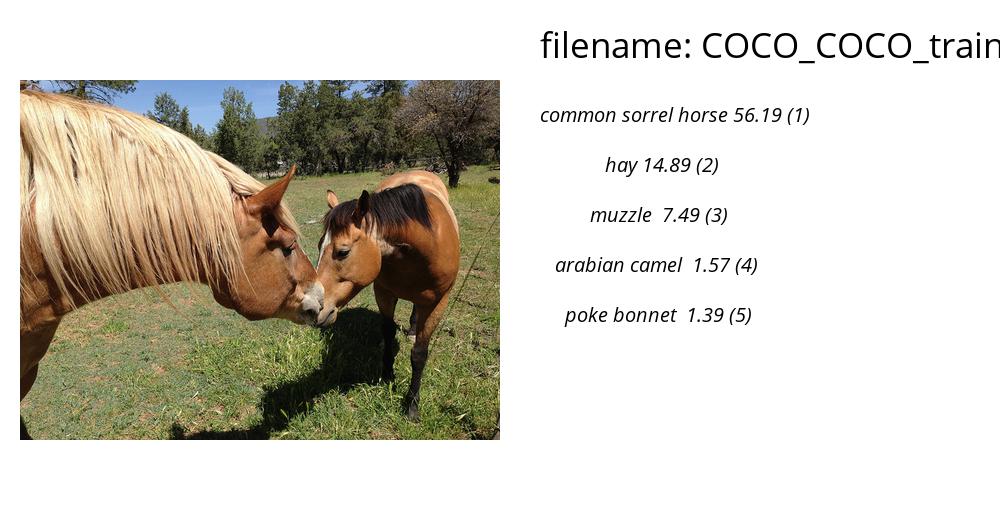 filename: COCO_COCO_train
common sorrel horse 56.19 (1)
hay 14.89 (2)
muzzle 7.49 (3)
arabian camel 1.57 (4)
poke bonnet 1.39 (5)